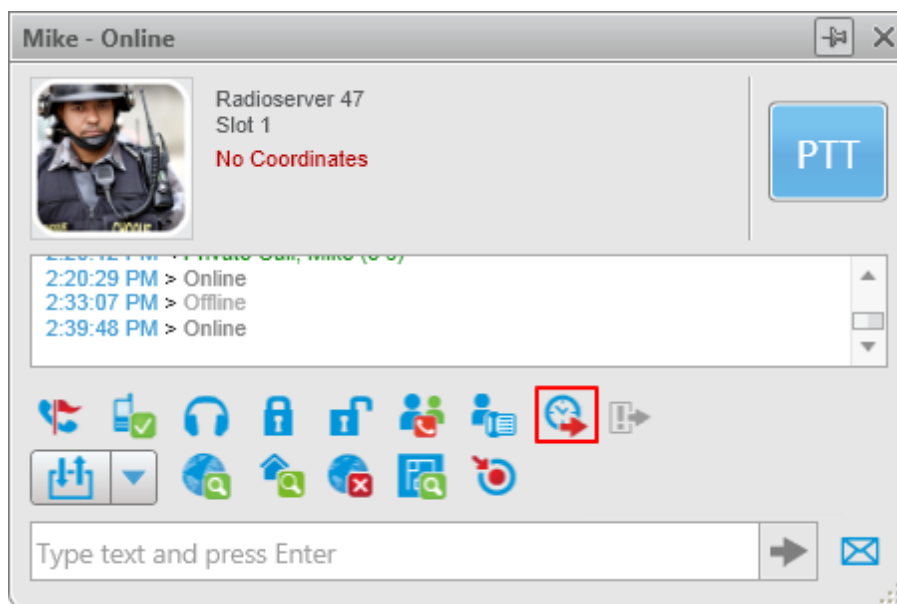 Mike - Online
Radioserver 47
Slot 1
No Coordinates
PTT
2:20:29 PM > Online
2:33:07 PM > Offline
2:39:48 PM > Online
Type text and press Enter